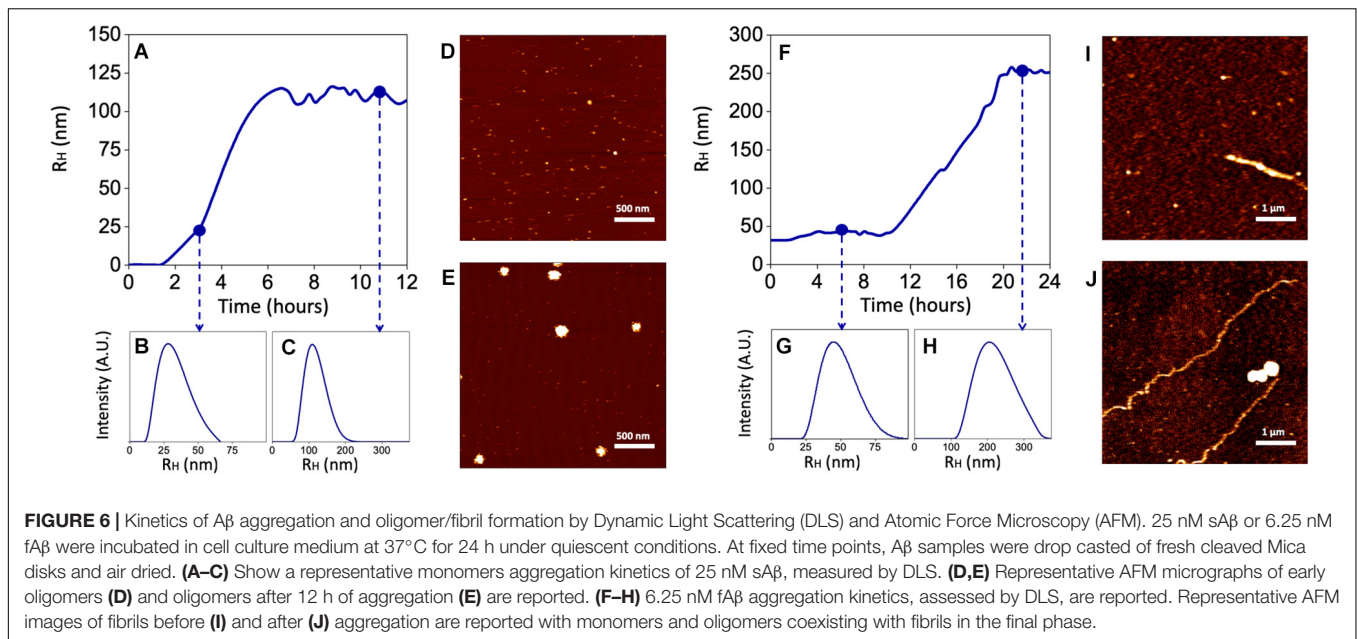 A
150
125
100
75
50
25
0
RH (nm)
0 2 4 6 8 10 12
Time (hours)
B
C
Intensity (A.U.)
0 25 50 75
RH (nm)
0 100 200 300
RH (nm)
D
500 nm
E
500 nm
F
300
250
200
150
100
50
0
RH (nm)
0 4 8 12 16 20 24
Time (hours)
G
H
Intensity (A.U.)
0 25 50 75
RH (nm)
0 100 200 300
RH (nm)
I
1 µm
J
1 µm
FIGURE 6 | Kinetics of Aβ aggregation and oligomer/fibril formation by Dynamic Light Scattering (DLS) and Atomic Force Microscopy (AFM). 25 nM sAβ or 6.25 nM
fAβ were incubated in cell culture medium at 37°C for 24 h under quiescent conditions. At fixed time points, Aβ samples were drop casted of fresh cleaved Mica
disks and air dried. (A–C) Show a representative monomers aggregation kinetics of 25 nM sAβ, measured by DLS. (D,E) Representative AFM micrographs of early
oligomers (D) and oligomers after 12 h of aggregation (E) are reported. (F–H) 6.25 nM fAβ aggregation kinetics, assessed by DLS, are reported. Representative AFM
images of fibrils before (I) and after (J) aggregation are reported with monomers and oligomers coexisting with fibrils in the final phase.